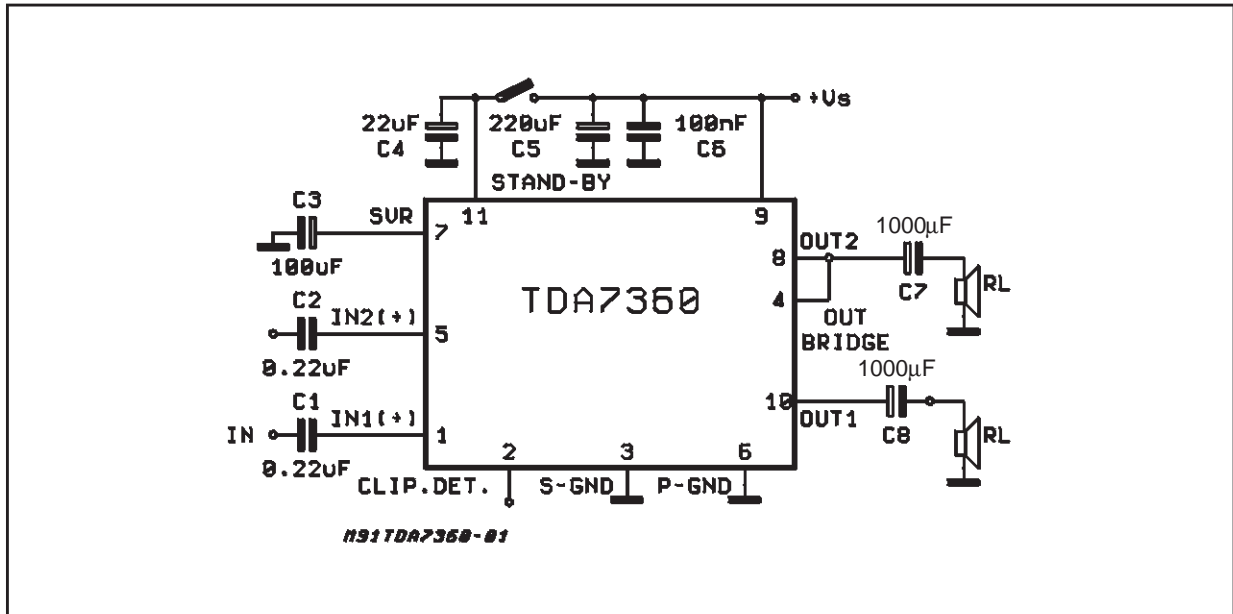 +Vs
22uF
220uF
100nF
C4
C5
C6
STAND-BY
C3
SVR
11
9
7
100uF
OUT2
1000μF
8
C7
RL
TDA7360
4
C2
IN2(+)
5
OUT
BRIDGE
0.22uF
1000μF
C1
IN1(+)
10
OUT1
C8
RL
IN
1
0.22uF
2
3
6
CLIP.DET.
S-GND
P-GND
M91TDA7360-01